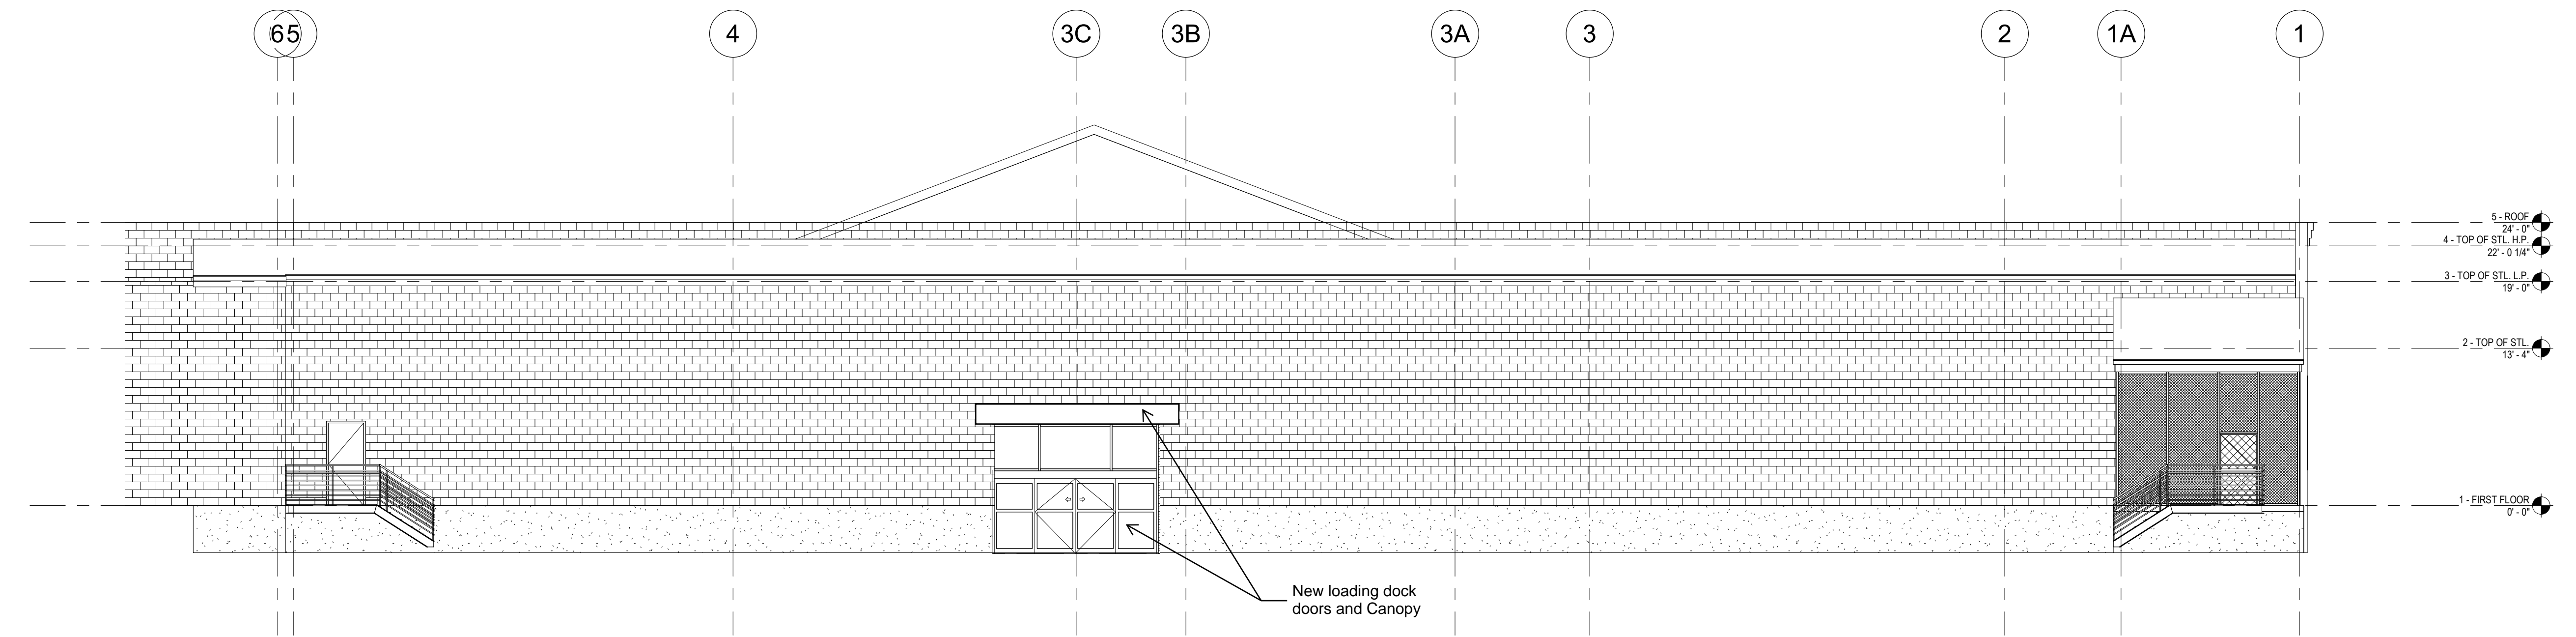 6
5
4
3C
3B
3A
3
2
1A
1
5 - ROOF
24' - 0"
4 - TOP OF STL. H.P.
22' - 0 1/4"
3 - TOP OF STL. L.P.
19' - 0"
2 - TOP OF STL.
13' - 4"
1 - FIRST FLOOR
0' - 0"
New loading dock
doors and Canopy